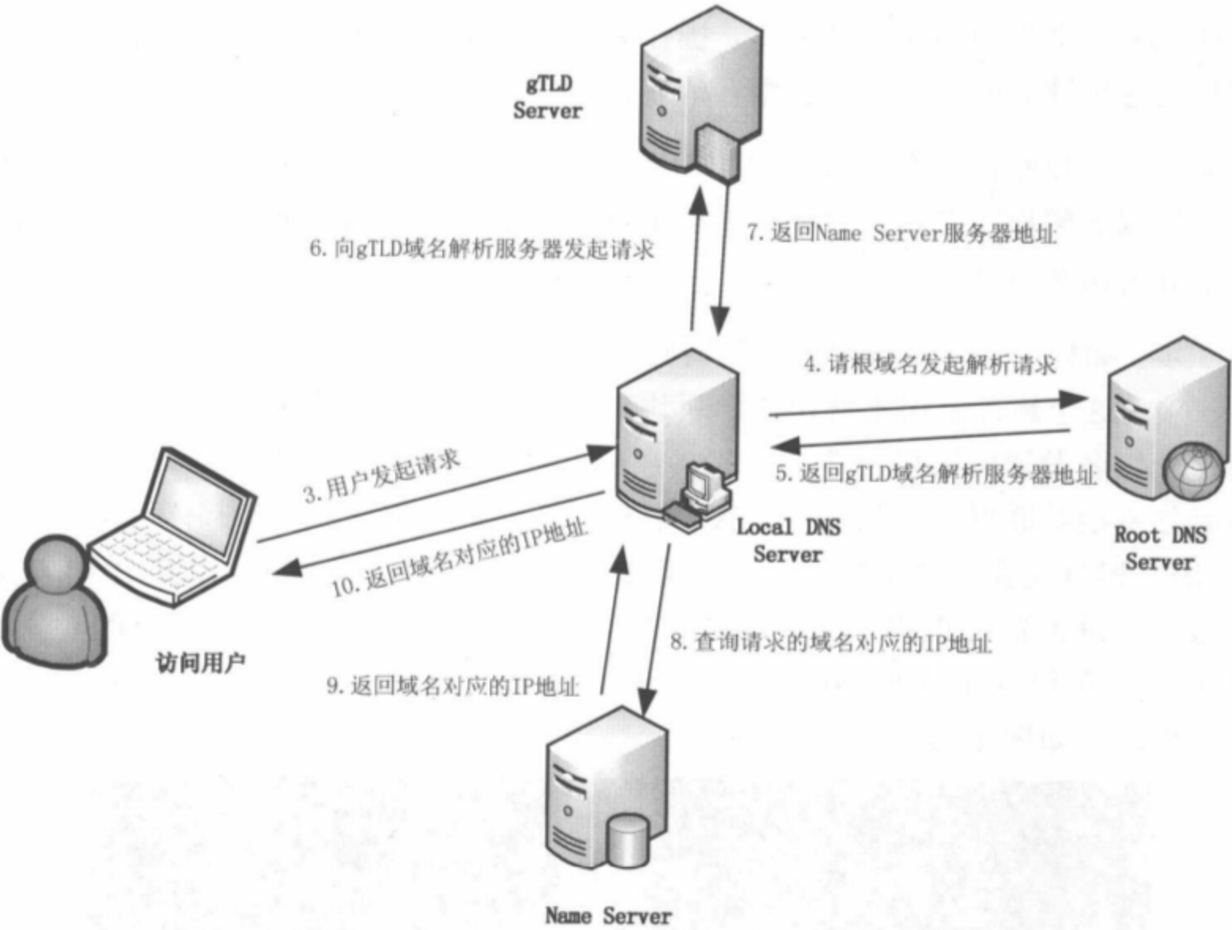 gTLD
Server
6.向gTLD域名解析服务器发起请求
7.返回Name Server服务器地址
4.请根域名发起解析请求
5.返回gTLD域名解析服务器地址
3.用户发起请求
10.返回域名对应的IP地址
Local DNS
Server
Root DNS
Server
访问用户
8.查询请求的域名对应的IP地址
9.返回域名对应的IP地址
Name Server